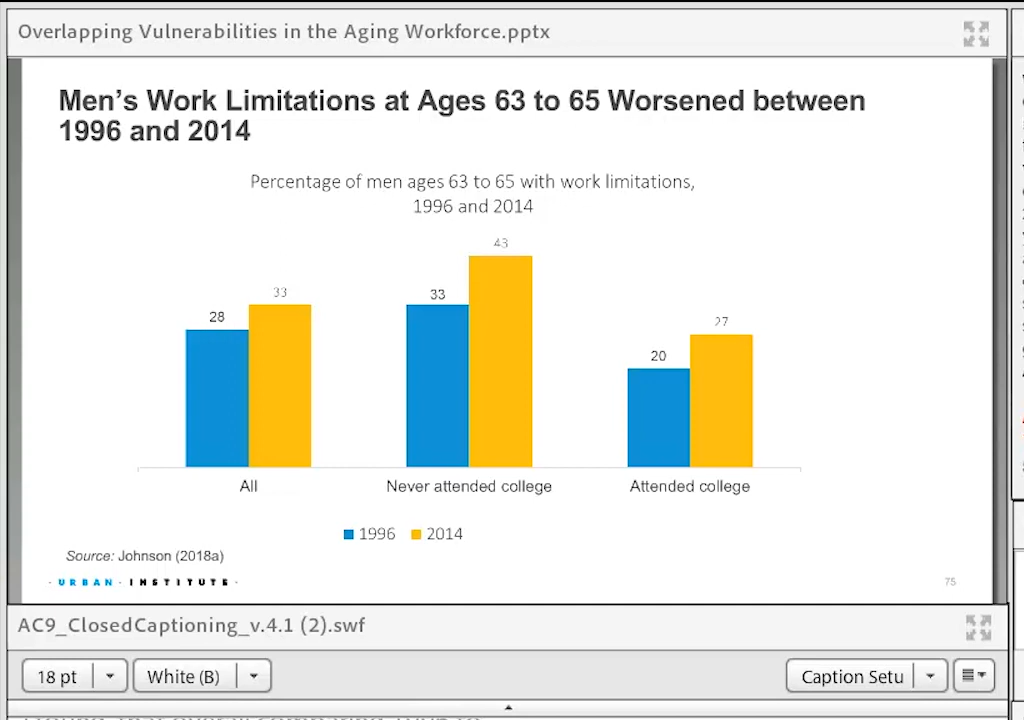 Overlapping Vulnerabilities in the Aging Workforce.pptx
Men's Work Limitations at Ages 63 to 65 Worsened between
1996 and 2014
Percentage of men ages 63 to 65 with work limitations,
1996 and 2014
28
33
33
43
20
27
All
Never attended college
Attended college
1996
2014
Source: Johnson (2018a)
· URBAN · INSTITUTE ·
75
AC9_ClosedCaptioning_v.4.1 (2).swf
18 pt
White (B)
Caption Setu